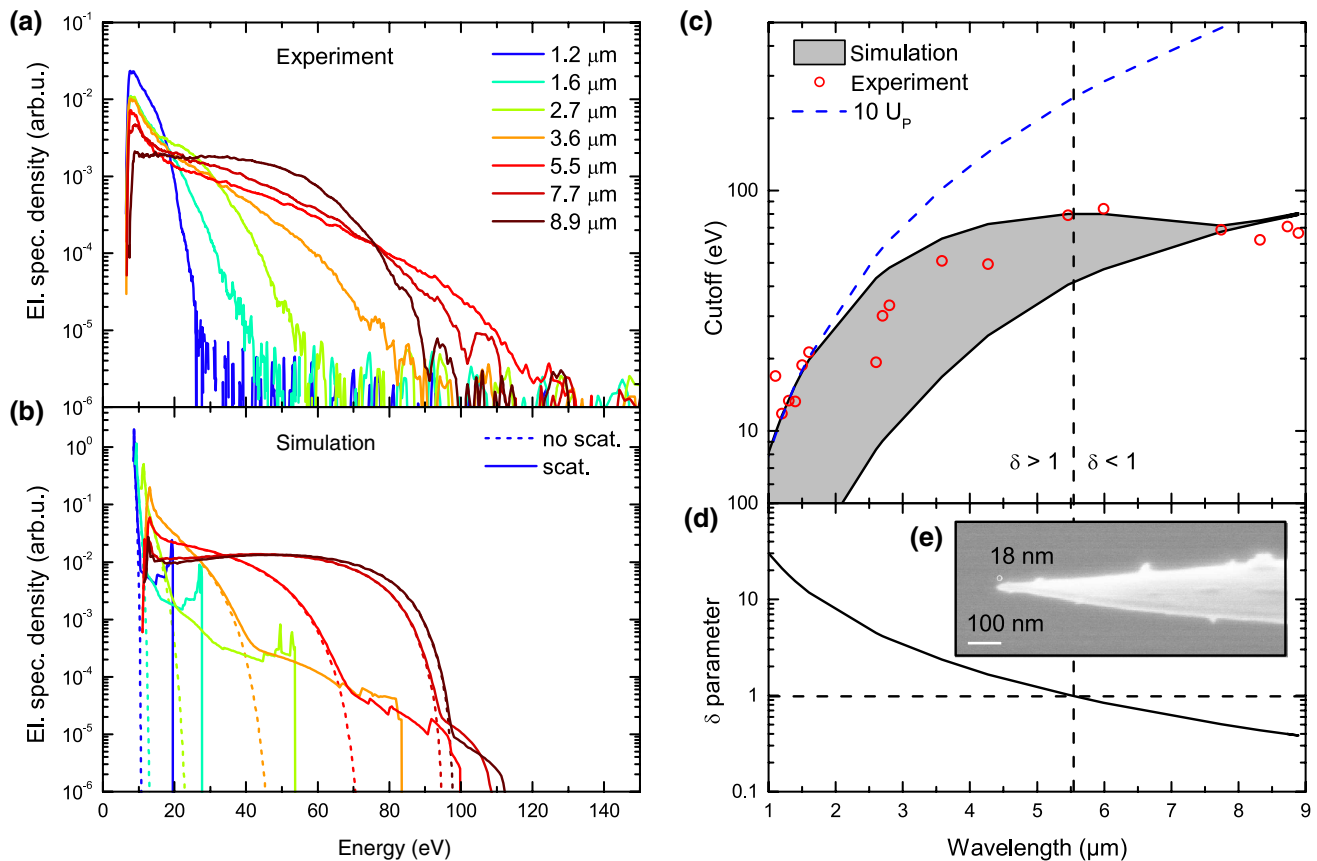 (a)
Experiment
1.2 μm
1.6 μm
2.7 μm
3.6 μm
5.5 μm
7.7 μm
8.9 μm
El. spec. density (arb.u.)
10⁻¹
10⁻²
10⁻³
10⁻⁴
10⁻⁵
10⁻⁶
(b)
Simulation
no scat.
scat.
El. spec. density (arb.u.)
10⁰
10⁻¹
10⁻²
10⁻³
10⁻⁴
10⁻⁵
10⁻⁶
0 20 40 60 80 100 120 140
Energy (eV)
(c)
Simulation
Experiment
10 U_P
Cutoff (eV)
100
10
δ > 1 δ < 1
(d)
δ parameter
100
10
1
0.1
(e)
18 nm
100 nm
1 2 3 4 5 6 7 8 9
Wavelength (μm)